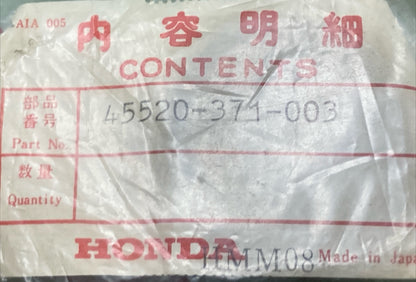 AIA 005
内容明細
CONTENTS
部品
番号
Part No.
45520-371-003
数量
Quantity
HONDA
HMM08
Made in Japa